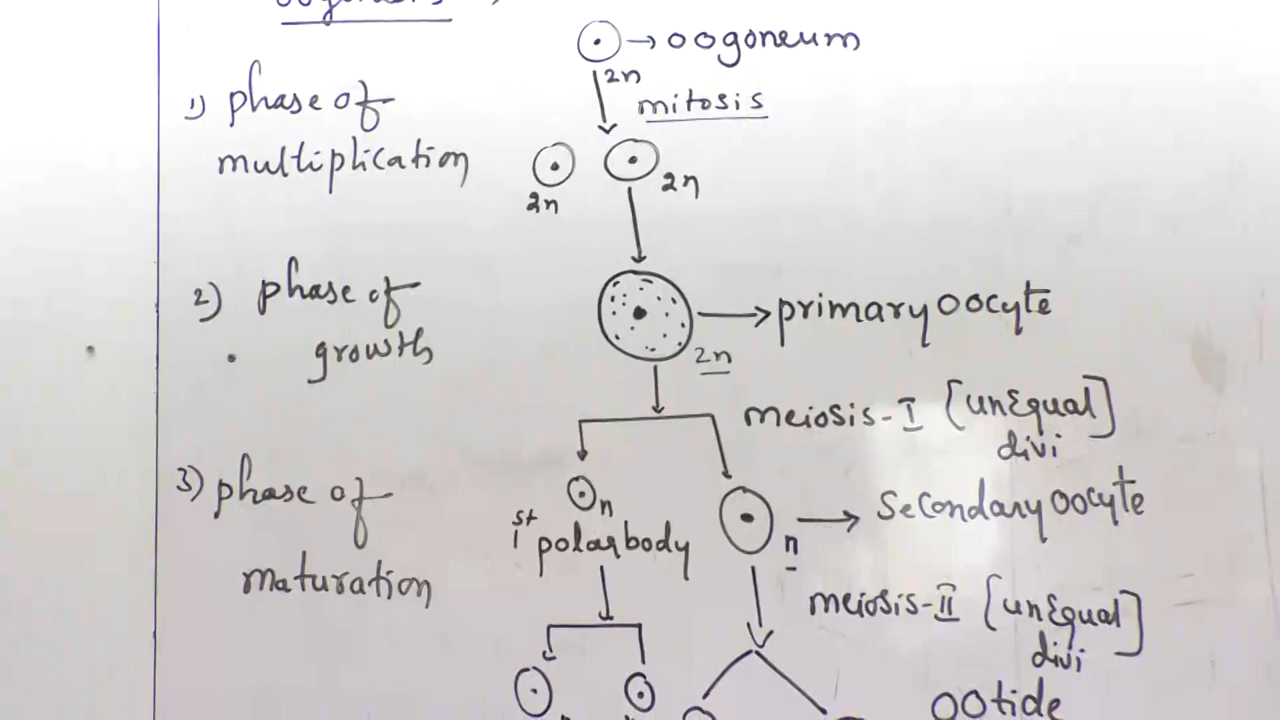 → oogoneum
2n
1) phase of
multiplication
mitosis
2n
2n
2) phase of
growth
→ primary oocyte
2n
meiosis-I [unEqual]
divi
3) phase of
maturation
n
1st polarbody
n
→ Secondary oocyte
meiosis-II [unEqual]
divi
ootide